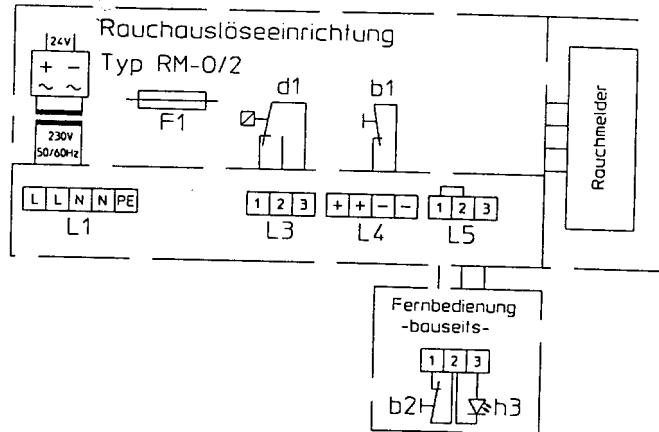 24V
Rauchauslöseeinrichtung
Typ RM-0/2
+ -
~ ~
230V
50/60Hz
F1
d1
b1
Rauchmelder
L L N N PE
L1
1 2 3
L3
+ + - -
L4
1 2 3
L5
Fernbedienung
-bauseits-
1 2 3
b2
h3